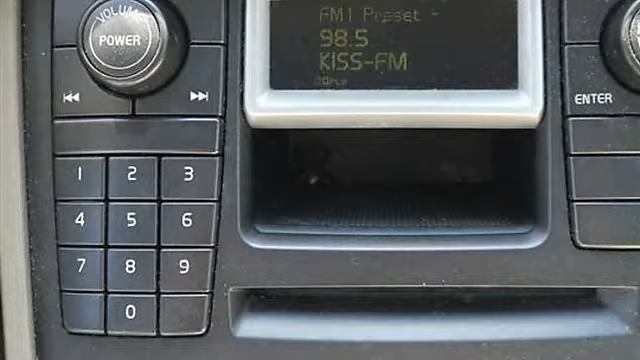 VOLUME
POWER
FM1 Preset -
98.5
KISS-FM
ENTER
1 2 3
4 5 6
7 8 9
0